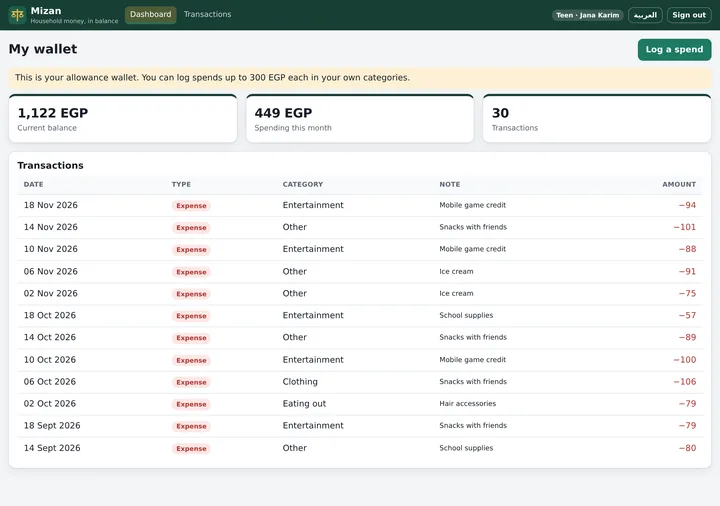 Mizan
Household money, in balance
Dashboard
Transactions
Teen · Jana Karim
العربية
Sign out
My wallet
Log a spend
This is your allowance wallet. You can log spends up to 300 EGP each in your own categories.
1,122 EGP
Current balance
449 EGP
Spending this month
30
Transactions
Transactions
DATE TYPE CATEGORY NOTE AMOUNT
18 Nov 2026 Expense Entertainment Mobile game credit −94
14 Nov 2026 Expense Other Snacks with friends −101
10 Nov 2026 Expense Entertainment Mobile game credit −88
06 Nov 2026 Expense Other Ice cream −91
02 Nov 2026 Expense Other Ice cream −75
18 Oct 2026 Expense Entertainment School supplies −57
14 Oct 2026 Expense Other Snacks with friends −89
10 Oct 2026 Expense Entertainment Mobile game credit −100
06 Oct 2026 Expense Clothing Snacks with friends −106
02 Oct 2026 Expense Eating out Hair accessories −79
18 Sept 2026 Expense Entertainment Snacks with friends −79
14 Sept 2026 Expense Other School supplies −80